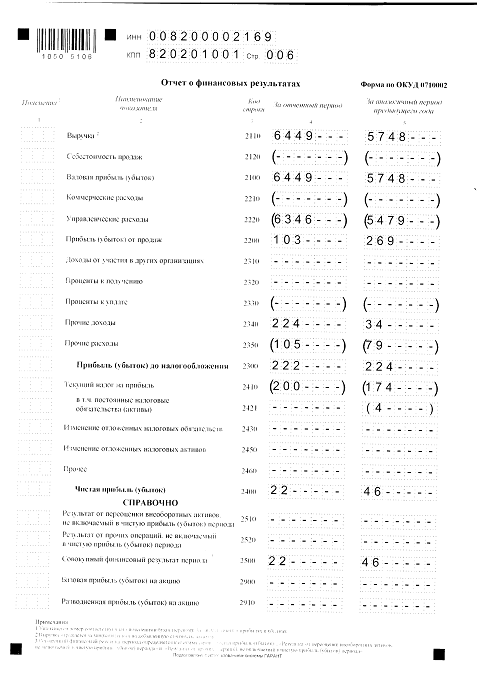 ИНН 008200002169
1050 5106
КПП 820201001 Стр. 006
Отчет о финансовых результатах
Форма по ОКУД 0710002
Пояснения 1 Наименование показателя Код строки За отчетный период За аналогичный период предыдущего года
1 2 3 4 5
Выручка 2 2110 6449--- 5748---
Себестоимость продаж 2120 (-------) (-------)
Валовая прибыль (убыток) 2100 6449--- 5748---
Коммерческие расходы 2210 (-------) (-------)
Управленческие расходы 2220 (6346---) (5479---)
Прибыль (убыток) от продаж 2200 103---- 269----
Доходы от участия в других организациях 2310 ------- -------
Проценты к получению 2320 ------- -------
Проценты к уплате 2330 (-------) (-------)
Прочие доходы 2340 224---- 34-----
Прочие расходы 2350 (105----) (79-----)
Прибыль (убыток) до налогообложения 2300 222---- 224----
Текущий налог на прибыль 2410 (200----) (174----)
в т.ч. постоянные налоговые
обязательства (активы) 2421 ------- (4----)
Изменение отложенных налоговых обязательств 2430 ------- -------
Изменение отложенных налоговых активов 2450 ------- -------
Прочее 2460 ------- -------
Чистая прибыль (убыток) 2400 22----- 46-----
СПРАВОЧНО
Результат от переоценки внеоборотных активов,
не включаемый в чистую прибыль (убыток) периода 2510 ------- -------
Результат от прочих операций, не включаемый
в чистую прибыль (убыток) периода 2520 ------- -------
Совокупный финансовый результат периода 3 2500 22----- 46-----
Базовая прибыль (убыток) на акцию 2900 ------- -------
Разводненная прибыль (убыток) на акцию 2910 ------- -------
Примечания